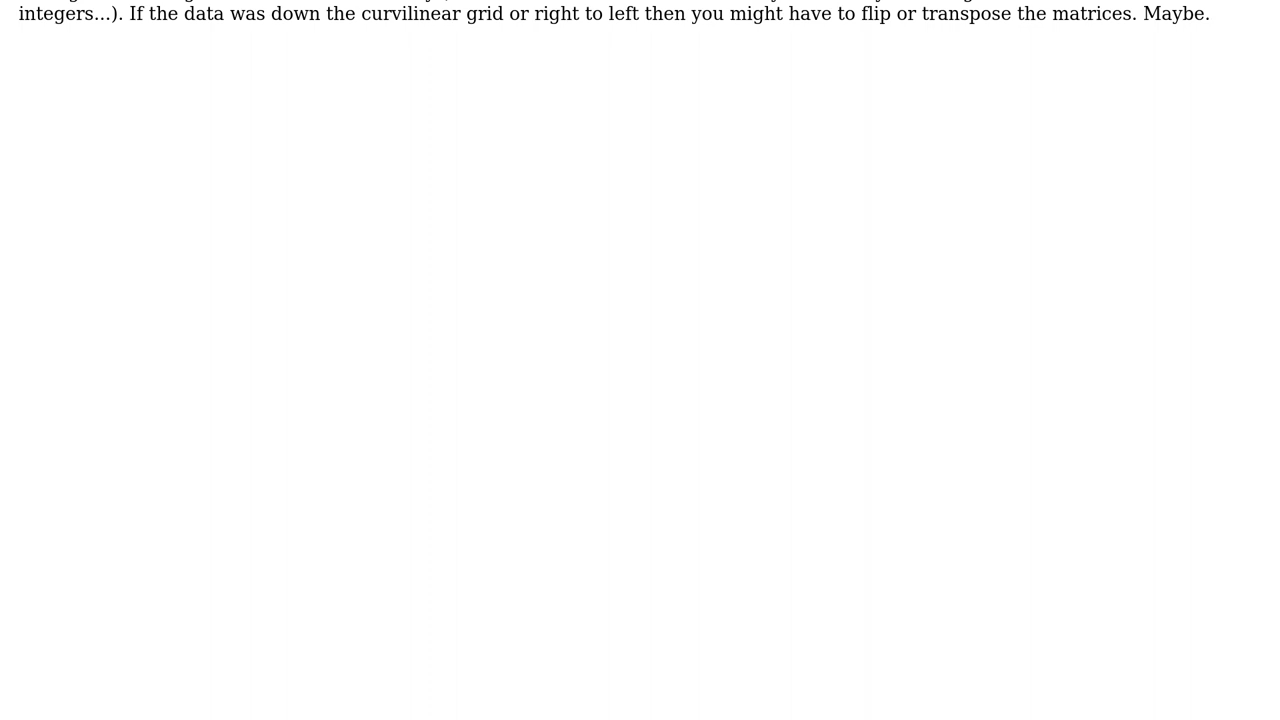 integers...). If the data was down the curvilinear grid or right to left then you might have to flip or transpose the matrices. Maybe.